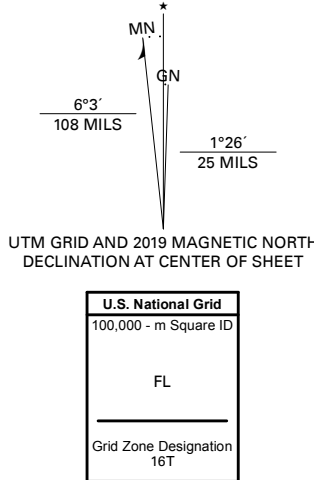 MN
GN
6°3´
108 MILS
1°26´
25 MILS
UTM GRID AND 2019 MAGNETIC NORTH
DECLINATION AT CENTER OF SHEET
U.S. National Grid
100,000 - m Square ID
FL
Grid Zone Designation
16T